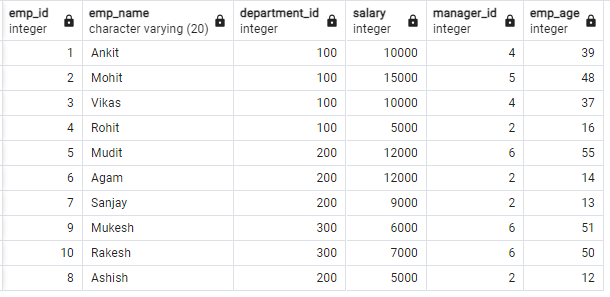 emp_id emp_name department_id salary manager_id emp_age
integer character varying (20) integer integer integer integer
1 Ankit 100 10000 4 39
2 Mohit 100 15000 5 48
3 Vikas 100 10000 4 37
4 Rohit 100 5000 2 16
5 Mudit 200 12000 6 55
6 Agam 200 12000 2 14
7 Sanjay 200 9000 2 13
9 Mukesh 300 6000 6 51
10 Rakesh 300 7000 6 50
8 Ashish 200 5000 2 12